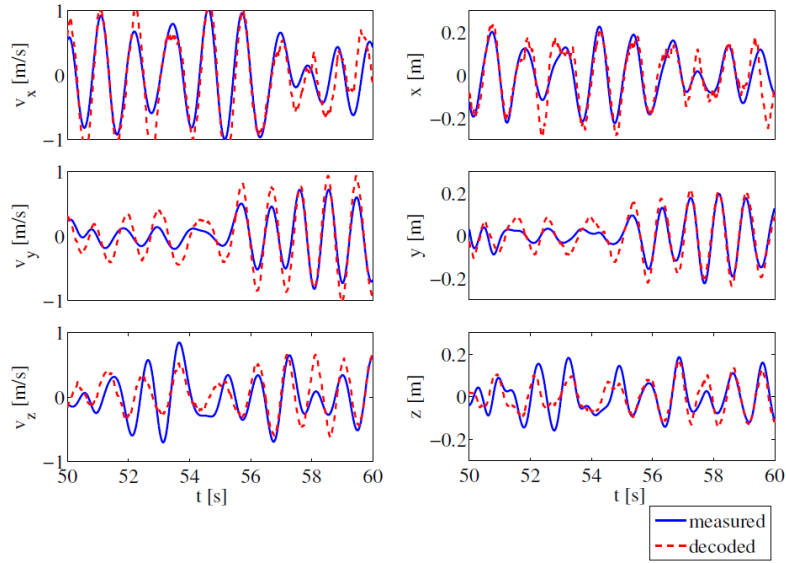 1
0
−1
v_x [m/s]
0.2
0
−0.2
x [m]
1
0
−1
v_y [m/s]
0.2
0
−0.2
y [m]
1
0
−1
v_z [m/s]
0.2
0
−0.2
z [m]
50 52 54 56 58 60
t [s]
50 52 54 56 58 60
t [s]
measured
decoded